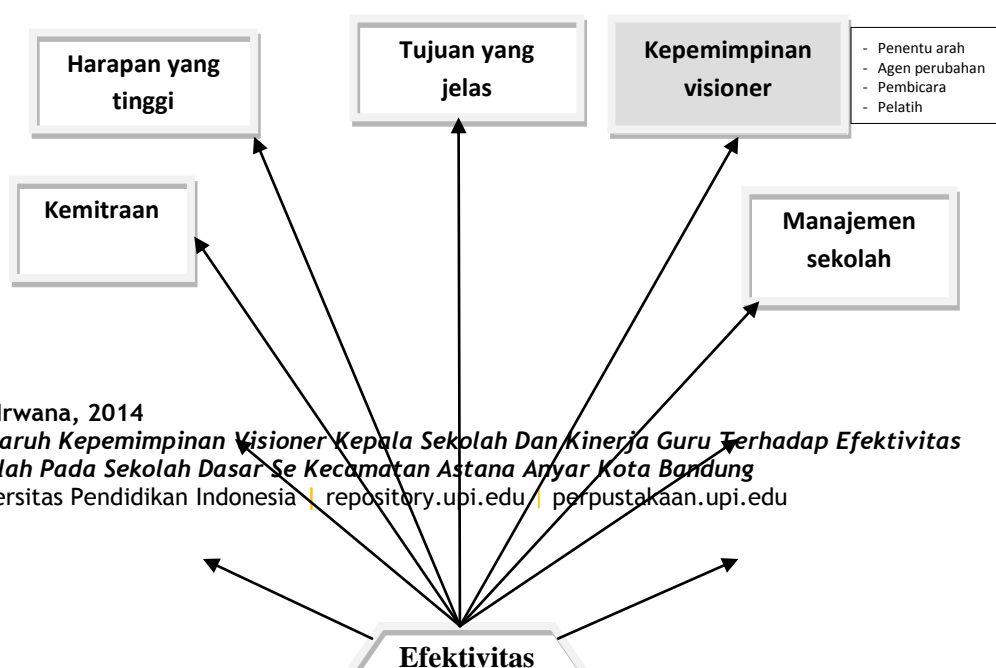 Harapan yang
tinggi
Tujuan yang
jelas
Kepemimpinan
visioner
- Penentu arah
- Agen perubahan
- Pembicara
- Pelatih
Kemitraan
Manajemen
sekolah
Irwana, 2014
aruh Kepemimpinan Visioner Kepala Sekolah Dan Kinerja Guru Terhadap Efektivitas
lah Pada Sekolah Dasar Se Kecamatan Astana Anyar Kota Bandung
ersitas Pendidikan Indonesia | repository.upi.edu | perpustakaan.upi.edu
Efektivitas